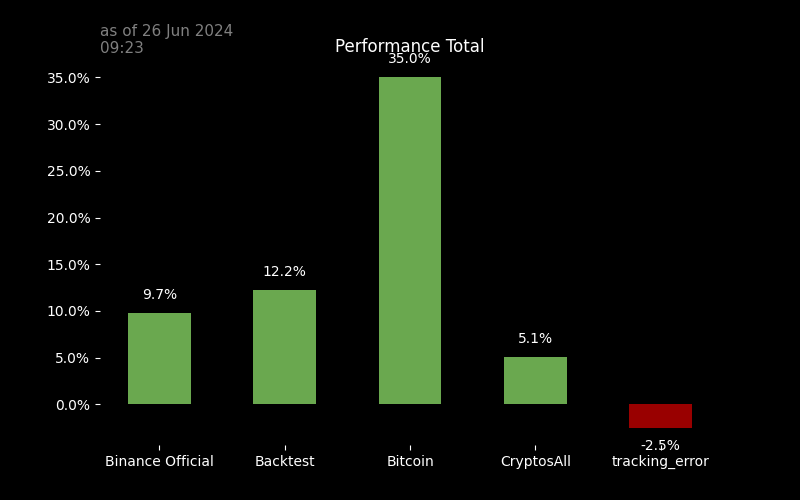 as of 26 Jun 2024
09:23
Performance Total
35.0%
35.0%
30.0%
25.0%
20.0%
15.0%
10.0%
5.0%
0.0%
9.7%
12.2%
5.1%
-2.5%
Binance Official
Backtest
Bitcoin
CryptosAll
tracking_error